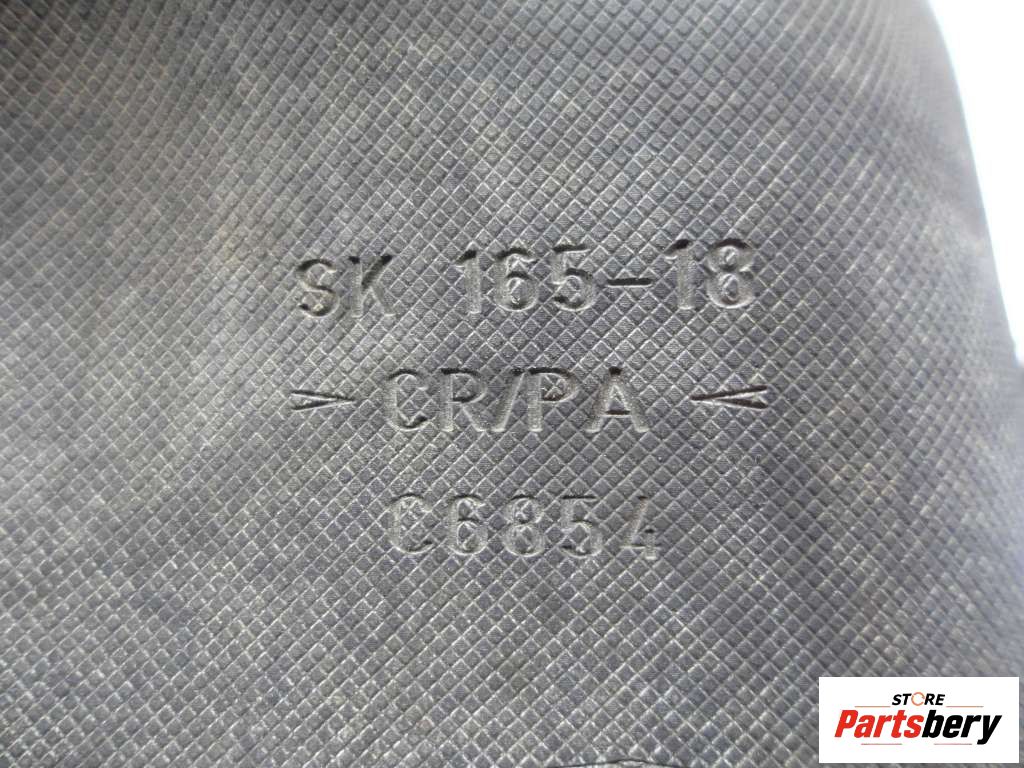 SK 165-18
> CR/PA <
C6854
STORE
Partsbery